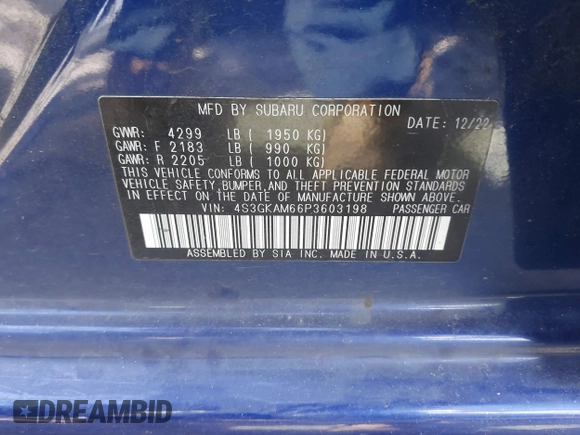 MFD BY SUBARU CORPORATION
DATE: 12/22
GVWR: 4299 LB ( 1950 KG)
GAWR: F 2183 LB ( 990 KG)
GAWR: R 2205 LB ( 1000 KG)
THIS VEHICLE CONFORMS TO ALL APPLICABLE FEDERAL MOTOR
VEHICLE SAFETY, BUMPER, AND THEFT PREVENTION STANDARDS
IN EFFECT ON THE DATE OF MANUFACTURE SHOWN ABOVE.
VIN: 4S3GKAM66P3603198 PASSENGER CAR
ASSEMBLED BY SIA INC. MADE IN U.S.A.
DREAMBID